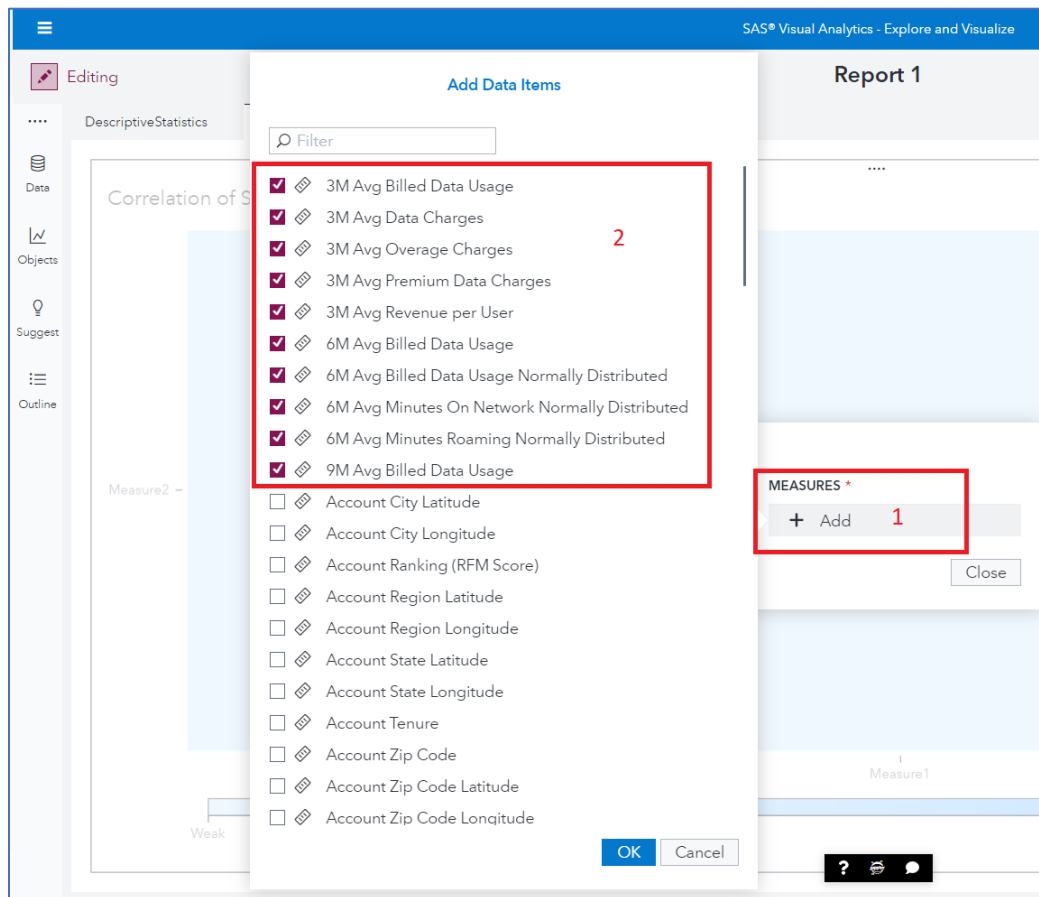 SAS® Visual Analytics - Explore and Visualize
Editing
Report 1
DescriptiveStatistics
Data
Objects
Suggest
Outline
Correlation of S
Measure2
Weak
Add Data Items
Filter
3M Avg Billed Data Usage
3M Avg Data Charges
3M Avg Overage Charges
3M Avg Premium Data Charges
3M Avg Revenue per User
6M Avg Billed Data Usage
6M Avg Billed Data Usage Normally Distributed
6M Avg Minutes On Network Normally Distributed
6M Avg Minutes Roaming Normally Distributed
9M Avg Billed Data Usage
2
Account City Latitude
Account City Longitude
Account Ranking (RFM Score)
Account Region Latitude
Account Region Longitude
Account State Latitude
Account State Longitude
Account Tenure
Account Zip Code
Account Zip Code Latitude
Account Zip Code Longitude
OK Cancel
MEASURES *
+ Add 1
Close
Measure1
?